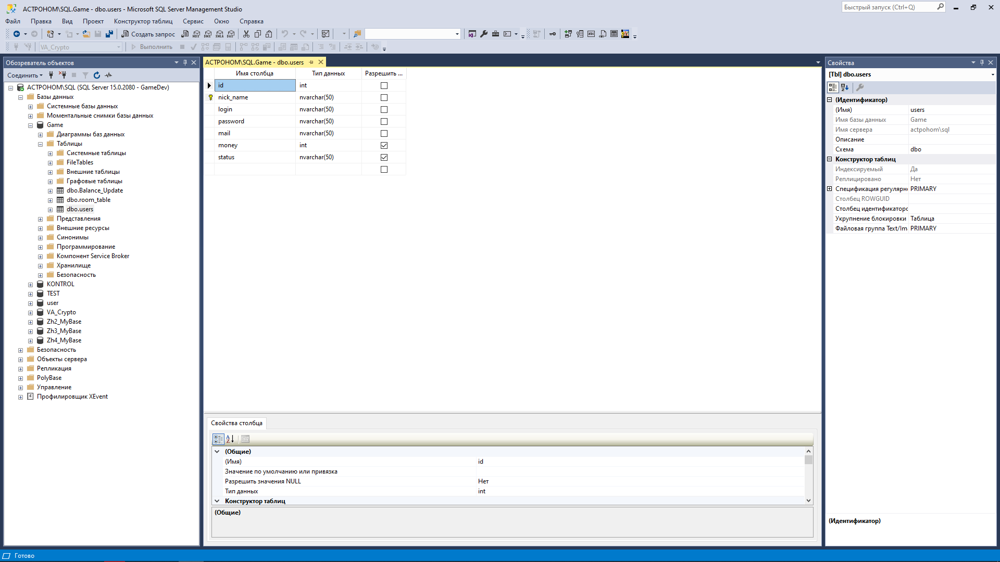 АСТРОНОМ\SQL.Game - dbo.users - Microsoft SQL Server Management Studio
Быстрый запуск (Ctrl+Q)
Файл Правка Вид Проект Конструктор таблиц Сервис Окно Справка
Создать запрос
VA_Crypto Выполнить
Обозреватель объектов
Соединить
АСТРОНОМ\SQL (SQL Server 15.0.2080 - GameDev)
Базы данных
Системные базы данных
Моментальные снимки базы данных
Game
Диаграммы баз данных
Таблицы
Системные таблицы
FileTables
Внешние таблицы
Графовые таблицы
dbo.Balance_Update
dbo.room_table
dbo.users
Представления
Внешние ресурсы
Синонимы
Программирование
Компонент Service Broker
Хранилище
Безопасность
KONTROL
TEST
user
VA_Crypto
Zh2_MyBase
Zh3_MyBase
Zh4_MyBase
Безопасность
Объекты сервера
Репликация
PolyBase
Управление
Профилировщик XEvent
АСТРОНОМ\SQL.Game - dbo.users
Имя столбца Тип данных Разрешить ...
id int
nick_name nvarchar(50)
login nvarchar(50)
password nvarchar(50)
mail nvarchar(50)
money int
status nvarchar(50)
Свойства столбца
(Общие)
(Имя) id
Значение по умолчанию или привязка
Разрешить значения NULL Нет
Тип данных int
Конструктор таблиц
(Общие)
Свойства
[Tbl] dbo.users
(Идентификатор)
(Имя) users
Имя базы данных Game
Имя сервера астроном\sql
Описание
Схема dbo
Конструктор таблиц
Индексируемый Да
Реплицировано Нет
Спецификация регулярн PRIMARY
Столбец ROWGUID
Столбец идентификаторо
Укрупнение блокировки Таблица
Файловая группа Text/Im PRIMARY
(Идентификатор)
Готово